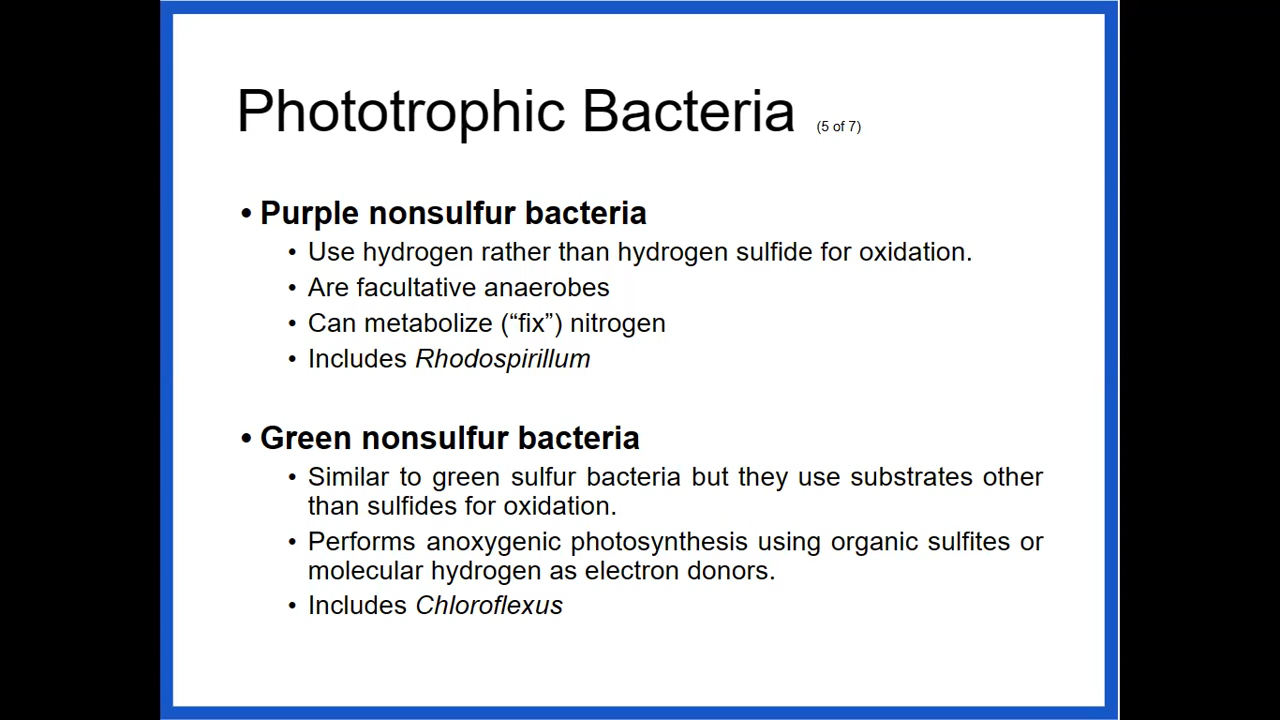 Phototrophic Bacteria (5 of 7)
• Purple nonsulfur bacteria
• Use hydrogen rather than hydrogen sulfide for oxidation.
• Are facultative anaerobes
• Can metabolize (“fix”) nitrogen
• Includes Rhodospirillum
• Green nonsulfur bacteria
• Similar to green sulfur bacteria but they use substrates other
than sulfides for oxidation.
• Performs anoxygenic photosynthesis using organic sulfites or
molecular hydrogen as electron donors.
• Includes Chloroflexus